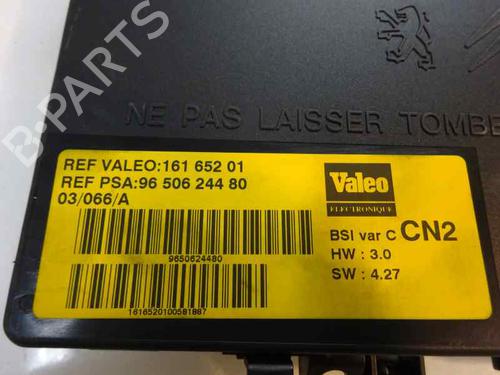 B-PARTS
NE PAS LAISSER TOMBE
REF VALEO:161 652 01
REF PSA:96 506 244 80
03/066/A
9650624480
1616520100581887
Valeo
ELECTRONIQUE
BSI var C CN2
HW : 3.0
SW : 4.27